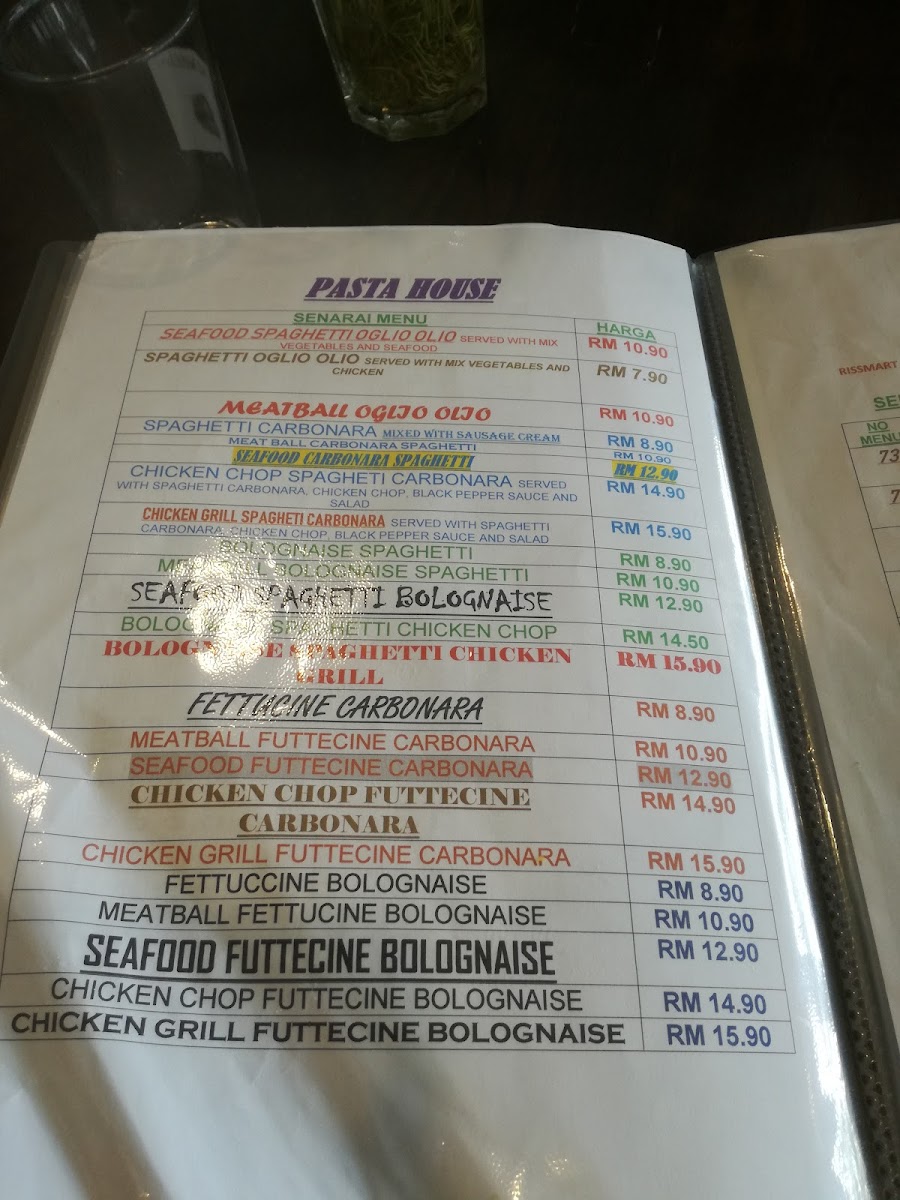 PASTA HOUSE
SENARAI MENU HARGA
SEAFOOD SPAGHETTI OGLIO OLIO SERVED WITH MIX RM 10.90
VEGETABLES AND SEAFOOD
SPAGHETTI OGLIO OLIO SERVED WITH MIX VEGETABLES AND RM 7.90
CHICKEN
MEATBALL OGLIO OLIO RM 10.90
SPAGHETTI CARBONARA MIXED WITH SAUSAGE CREAM RM 8.90
MEAT BALL CARBONARA SPAGHETTI RM 10.90
SEAFOOD CARBONARA SPAGHETTI RM 12.90
CHICKEN CHOP SPAGHETI CARBONARA SERVED RM 14.90
WITH SPAGHETTI CARBONARA, CHICKEN CHOP, BLACK PEPPER SAUCE AND
SALAD
CHICKEN GRILL SPAGHETI CARBONARA SERVED WITH SPAGHETTI RM 15.90
CARBONARA, CHICKEN CHOP, BLACK PEPPER SAUCE AND SALAD
BOLOGNAISE SPAGHETTI RM 8.90
MEATBALL BOLOGNAISE SPAGHETTI RM 10.90
SEAFOOD SPAGHETTI BOLOGNAISE RM 12.90
BOLOGNAISE SPAGHETTI CHICKEN CHOP RM 14.50
BOLOGNAISE SPAGHETTI CHICKEN RM 15.90
GRILL
FETTUCINE CARBONARA RM 8.90
MEATBALL FUTTECINE CARBONARA RM 10.90
SEAFOOD FUTTECINE CARBONARA RM 12.90
CHICKEN CHOP FUTTECINE RM 14.90
CARBONARA
CHICKEN GRILL FUTTECINE CARBONARA RM 15.90
FETTUCCINE BOLOGNAISE RM 8.90
MEATBALL FETTUCINE BOLOGNAISE RM 10.90
SEAFOOD FUTTECINE BOLOGNAISE RM 12.90
CHICKEN CHOP FUTTECINE BOLOGNAISE RM 14.90
CHICKEN GRILL FUTTECINE BOLOGNAISE RM 15.90
RISSMART
NO
MENU
73